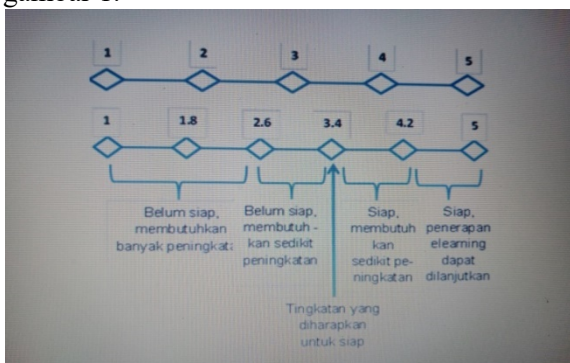 gambar 1.
1 2 3 4 5
1 1.8 2.6 3.4 4.2 5
Belum siap,
membutuhkan
banyak peningkat
Belum siap,
membutuh -
kan sedikit
peningkatan
Siap,
membutuh
kan
sedikit pe-
ningkatan
Siap,
penerapan
elearning
dapat
dilanjutkan
Tingkatan yang
diharapkan
untuk siap